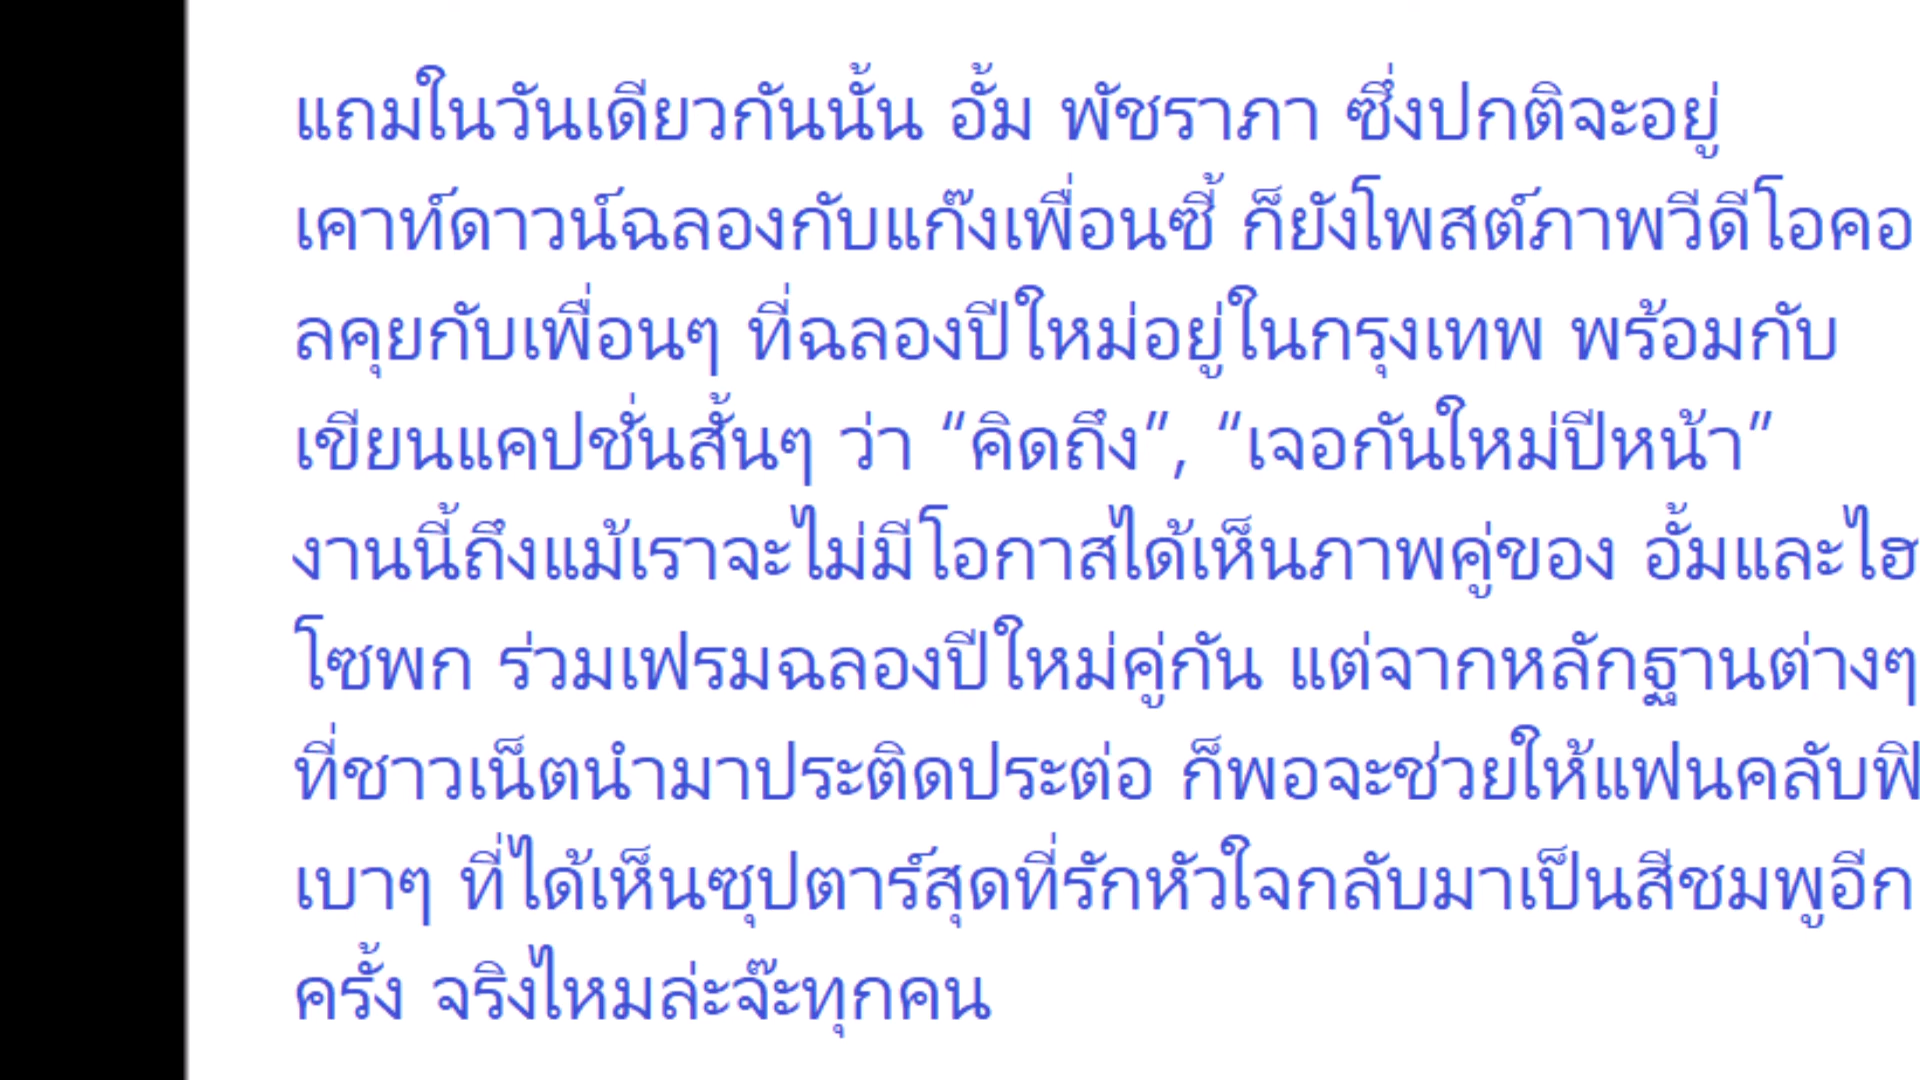 แถมในวันเดียวกันนั้น อั้ม พัชราภา ซึ่งปกติจะอยู่
เคาท์ดาวน์ฉลองกับแก๊งเพื่อนซี้ ก็ยังโพสต์ภาพวีดีโอคอ
ลคุยกับเพื่อนๆ ที่ฉลองปีใหม่อยู่ในกรุงเทพ พร้อมกับ
เขียนแคปชั่นสั้นๆ ว่า “คิดถึง”, “เจอกันใหม่ปีหน้า”
งานนี้ถึงแม้เราจะไม่มีโอกาสได้เห็นภาพคู่ของ อั้มและไฮ
โซพก ร่วมเฟรมฉลองปีใหม่คู่กัน แต่จากหลักฐานต่างๆ
ที่ชาวเน็ตนำมาประติดประต่อ ก็พอจะช่วยให้แฟนคลับฟิ
เบาๆ ที่ได้เห็นซุปตาร์สุดที่รักหัวใจกลับมาเป็นสีชมพูอีก
ครั้ง จริงไหมล่ะจ๊ะทุกคน